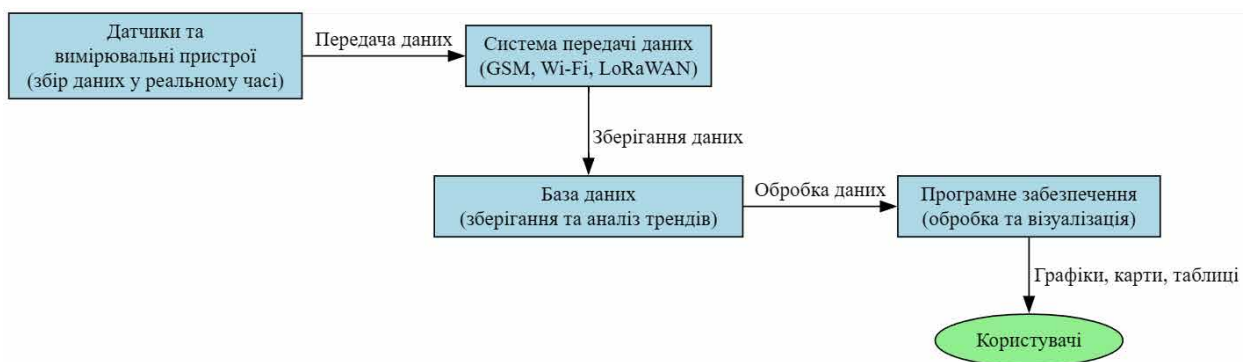 Датчики та
вимірювальні пристрої
(збір даних у реальному часі)
Передача даних
Система передачі даних
(GSM, Wi-Fi, LoRaWAN)
Зберігання даних
База даних
(зберігання та аналіз трендів)
Обробка даних
Програмне забезпечення
(обробка та візуалізація)
Графіки, карти, таблиці
Користувачі